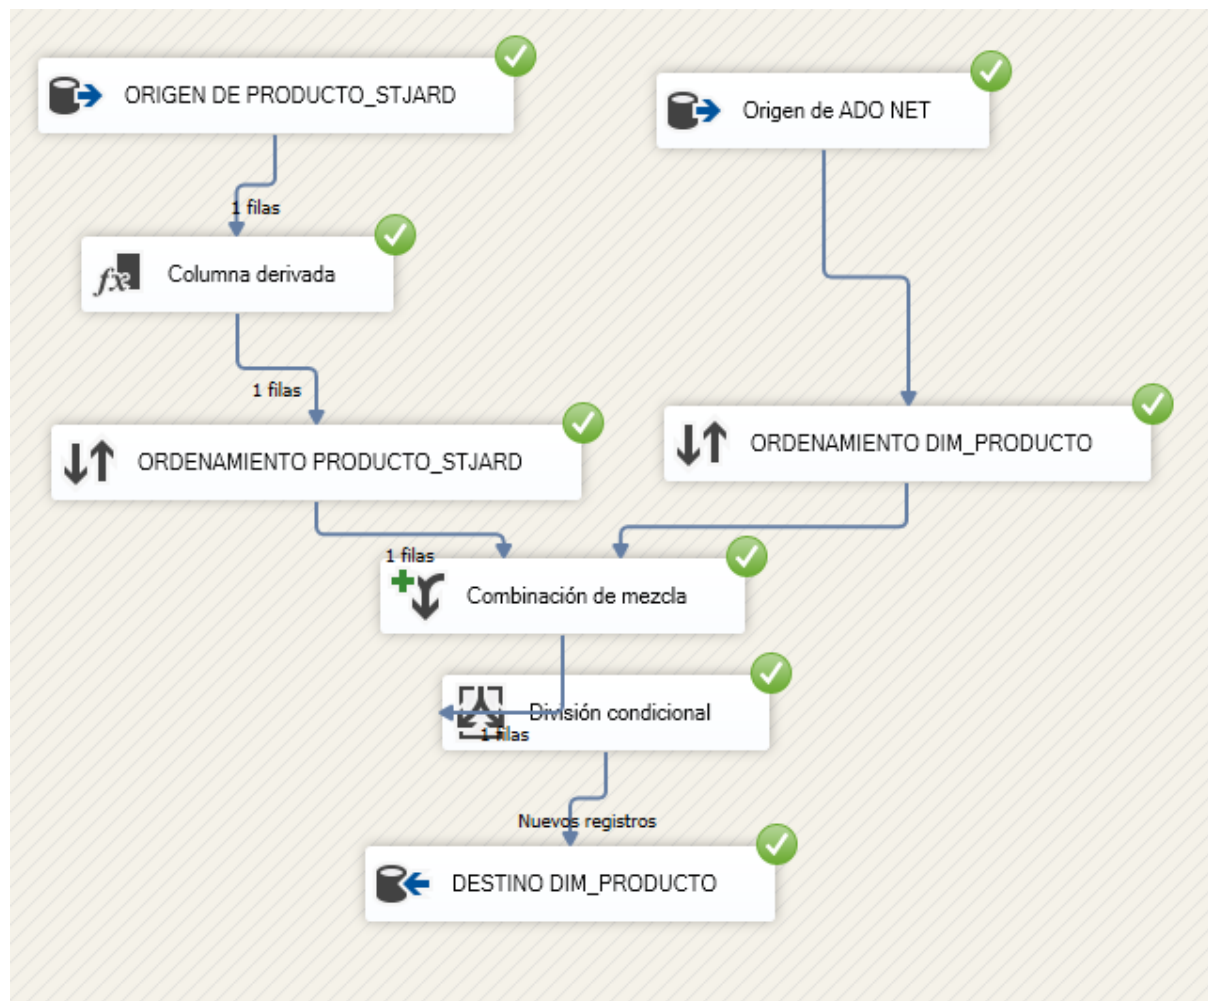 ORIGEN DE PRODUCTO_STJARD
Origen de ADO NET
1 filas
Columna derivada
1 filas
ORDENAMIENTO PRODUCTO_STJARD
ORDENAMIENTO DIM_PRODUCTO
1 filas
Combinación de mezcla
División condicional
1 filas
Nuevos registros
DESTINO DIM_PRODUCTO